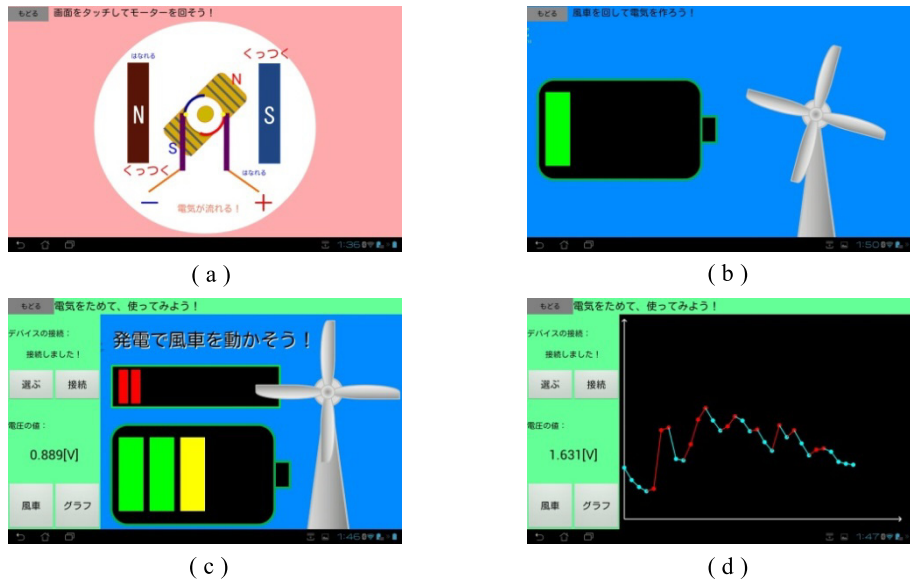 もどる 画面をタッチしてモーターを回そう！
はなれる くっつく
N
N S
S
くっつく はなれる
− 電気が流れる！ +
1:36
(a)
もどる 風車を回して電気を作ろう！
1:50
(b)
もどる 電気をためて、使ってみよう！
デバイスの接続：
接続しました！
選ぶ 接続
電圧の値：
0.889[V]
風車 グラフ
発電で風車を動かそう！
1:46
(c)
もどる 電気をためて、使ってみよう！
デバイスの接続：
接続しました！
選ぶ 接続
電圧の値：
1.631[V]
風車 グラフ
1:47
(d)